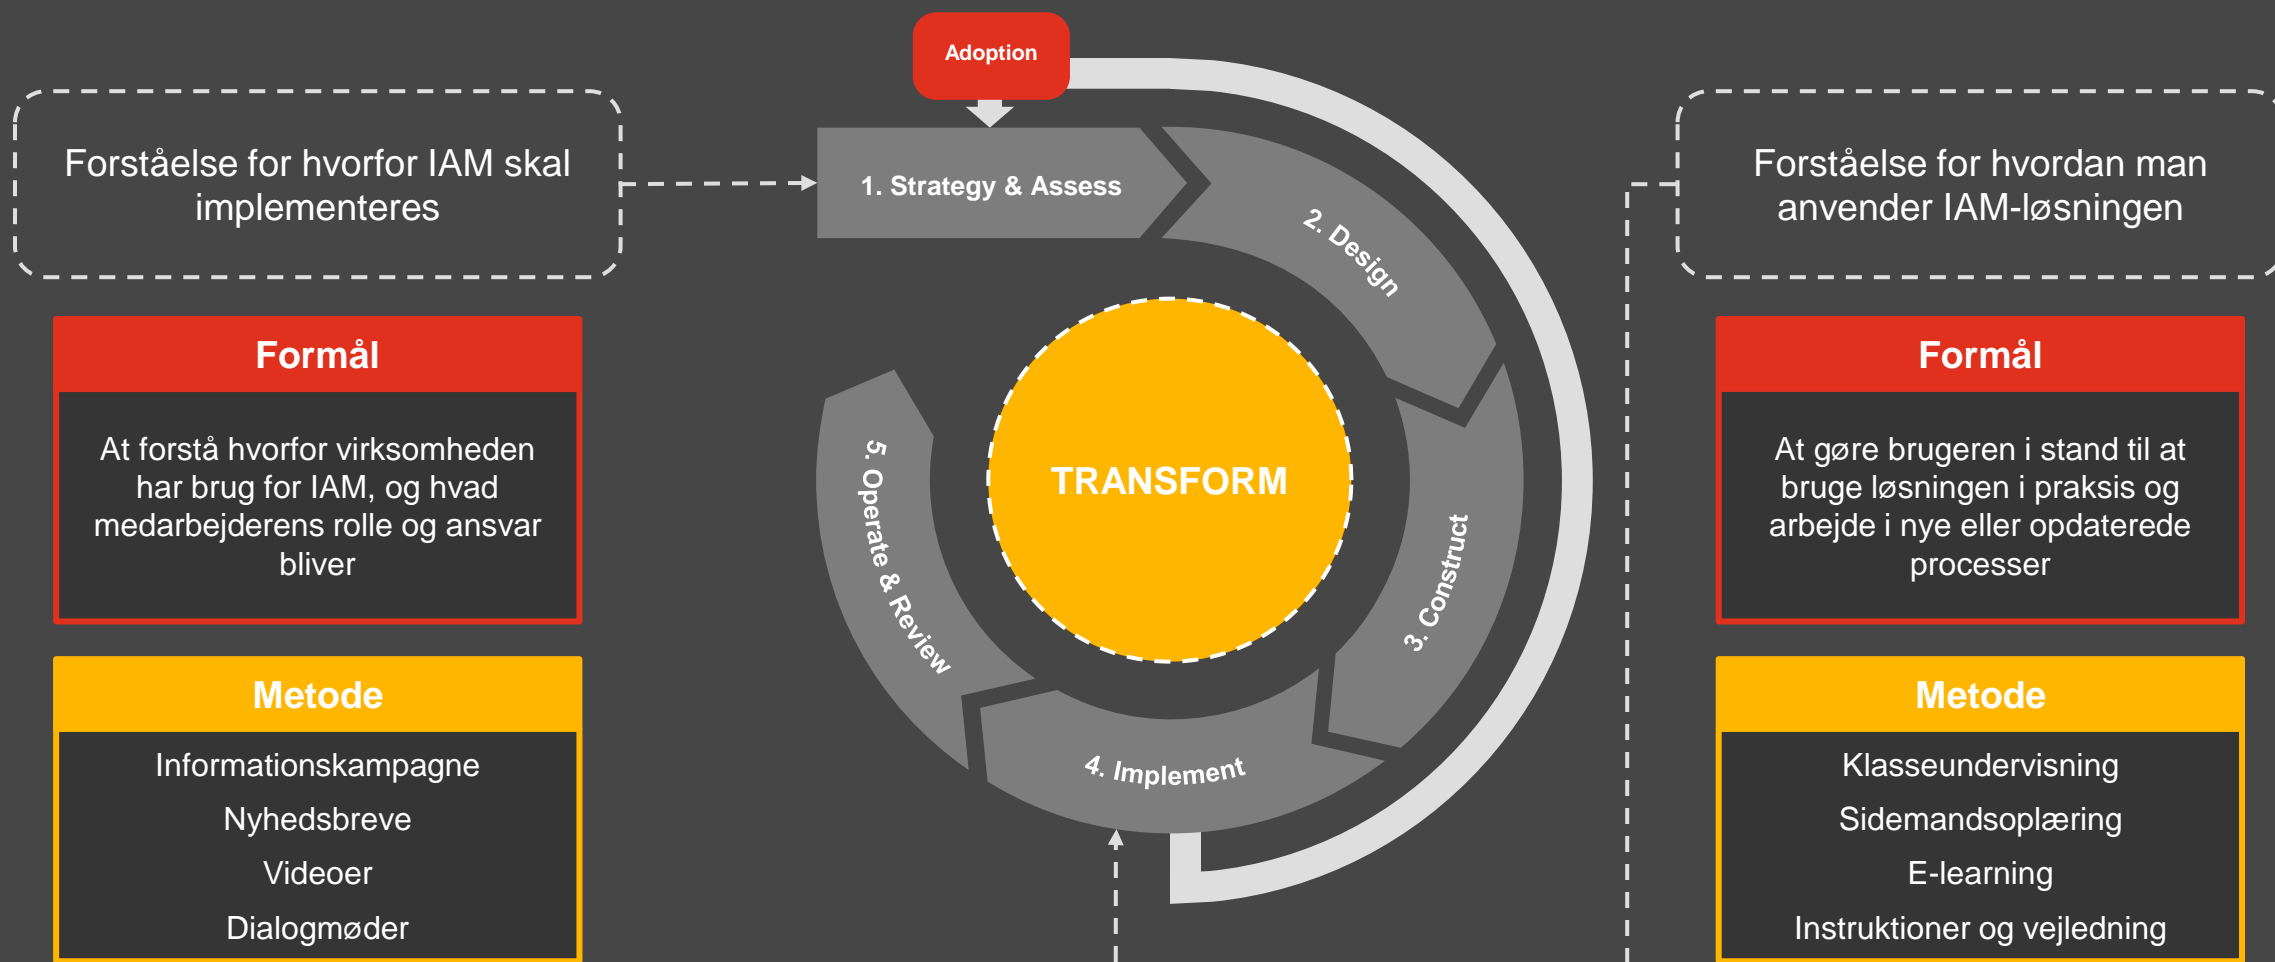 Adoption
Forståelse for hvorfor IAM skal
implementeres
Formål
At forstå hvorfor virksomheden
har brug for IAM, og hvad
medarbejderens rolle og ansvar
bliver
Metode
Informationskampagne
Nyhedsbreve
Videoer
Dialogmøder
1. Strategy & Assess
2. Design
3. Construct
4. Implement
5. Operate & Review
TRANSFORM
Forståelse for hvordan man
anvender IAM-løsningen
Formål
At gøre brugeren i stand til at
bruge løsningen i praksis og
arbejde i nye eller opdaterede
processer
Metode
Klasseundervisning
Sidemandsoplæring
E-learning
Instruktioner og vejledning